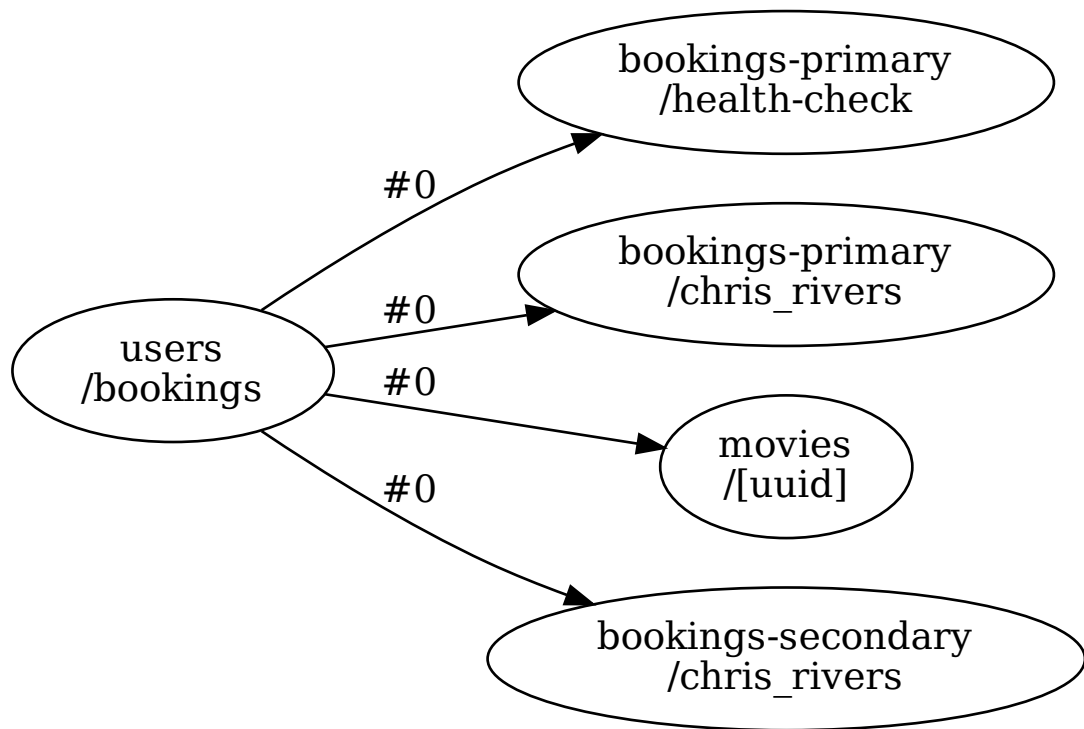 bookings-primary
/health-check
#0
bookings-primary
/chris_rivers
#0
users
/bookings
#0
movies
/[uuid]
#0
bookings-secondary
/chris_rivers